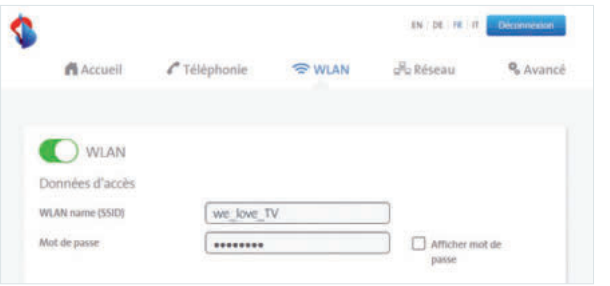 EN DE FR IT Déconnexion
Accueil Téléphonie WLAN Réseau Avancé
WLAN
Données d'accès
WLAN name (SSID) we_love_TV
Mot de passe •••••••• Afficher mot de
passe